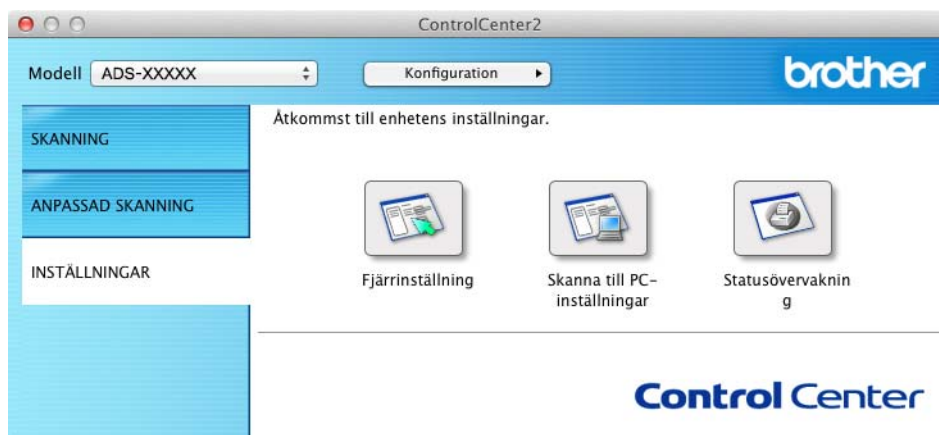 ControlCenter2
Modell ADS-XXXXX Konfiguration brother
SKANNING
ANPASSAD SKANNING
INSTÄLLNINGAR
Åtkommst till enhetens inställningar.
Fjärrinställning
Skanna till PC-
inställningar
Statusövervaknin
g
Control Center